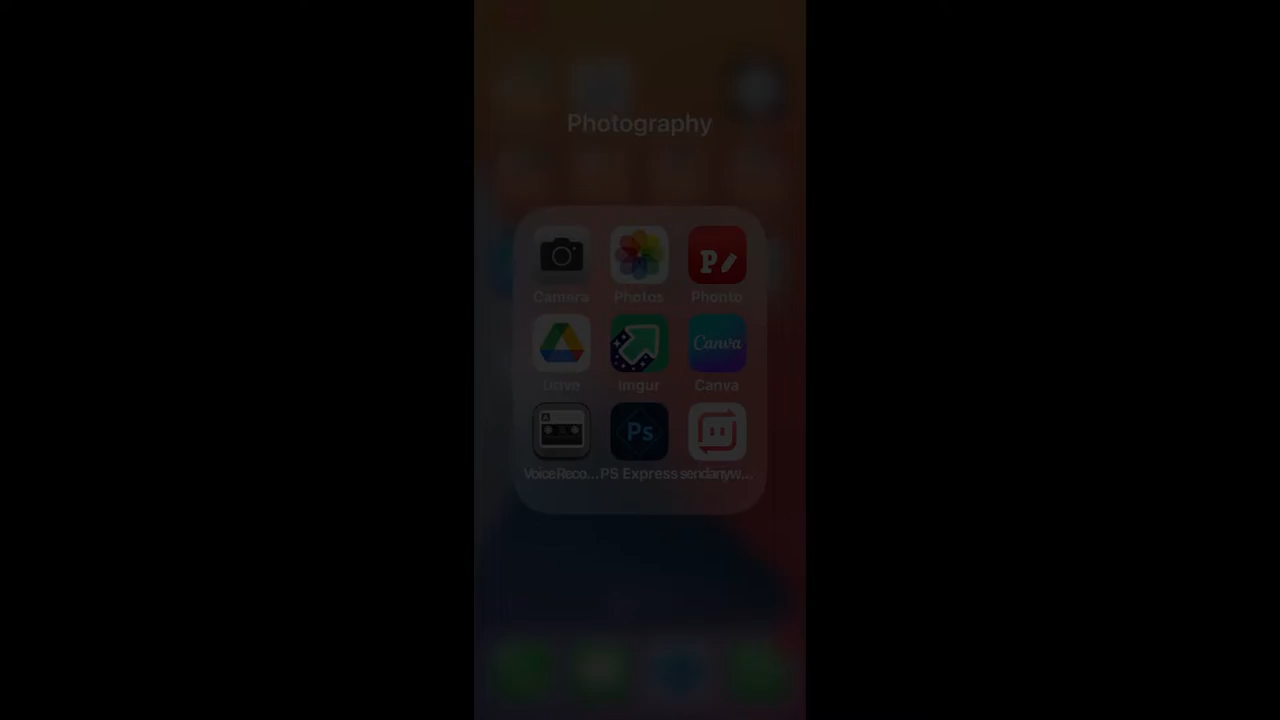 Photography
Camera Photos Phonto
P
Canva
Drive Imgur Canva
Ps
VoiceReco... PS Express sendanyw...